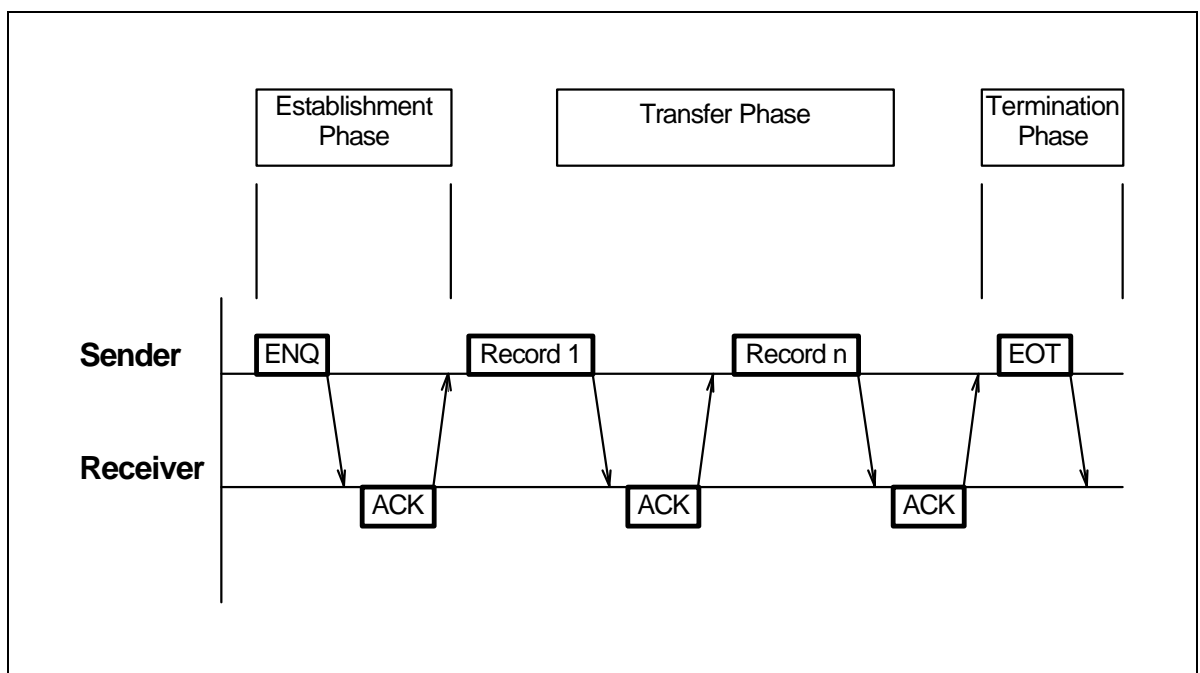 Establishment
Phase
Transfer Phase
Termination
Phase
Sender
ENQ
Record 1
Record n
EOT
Receiver
ACK
ACK
ACK